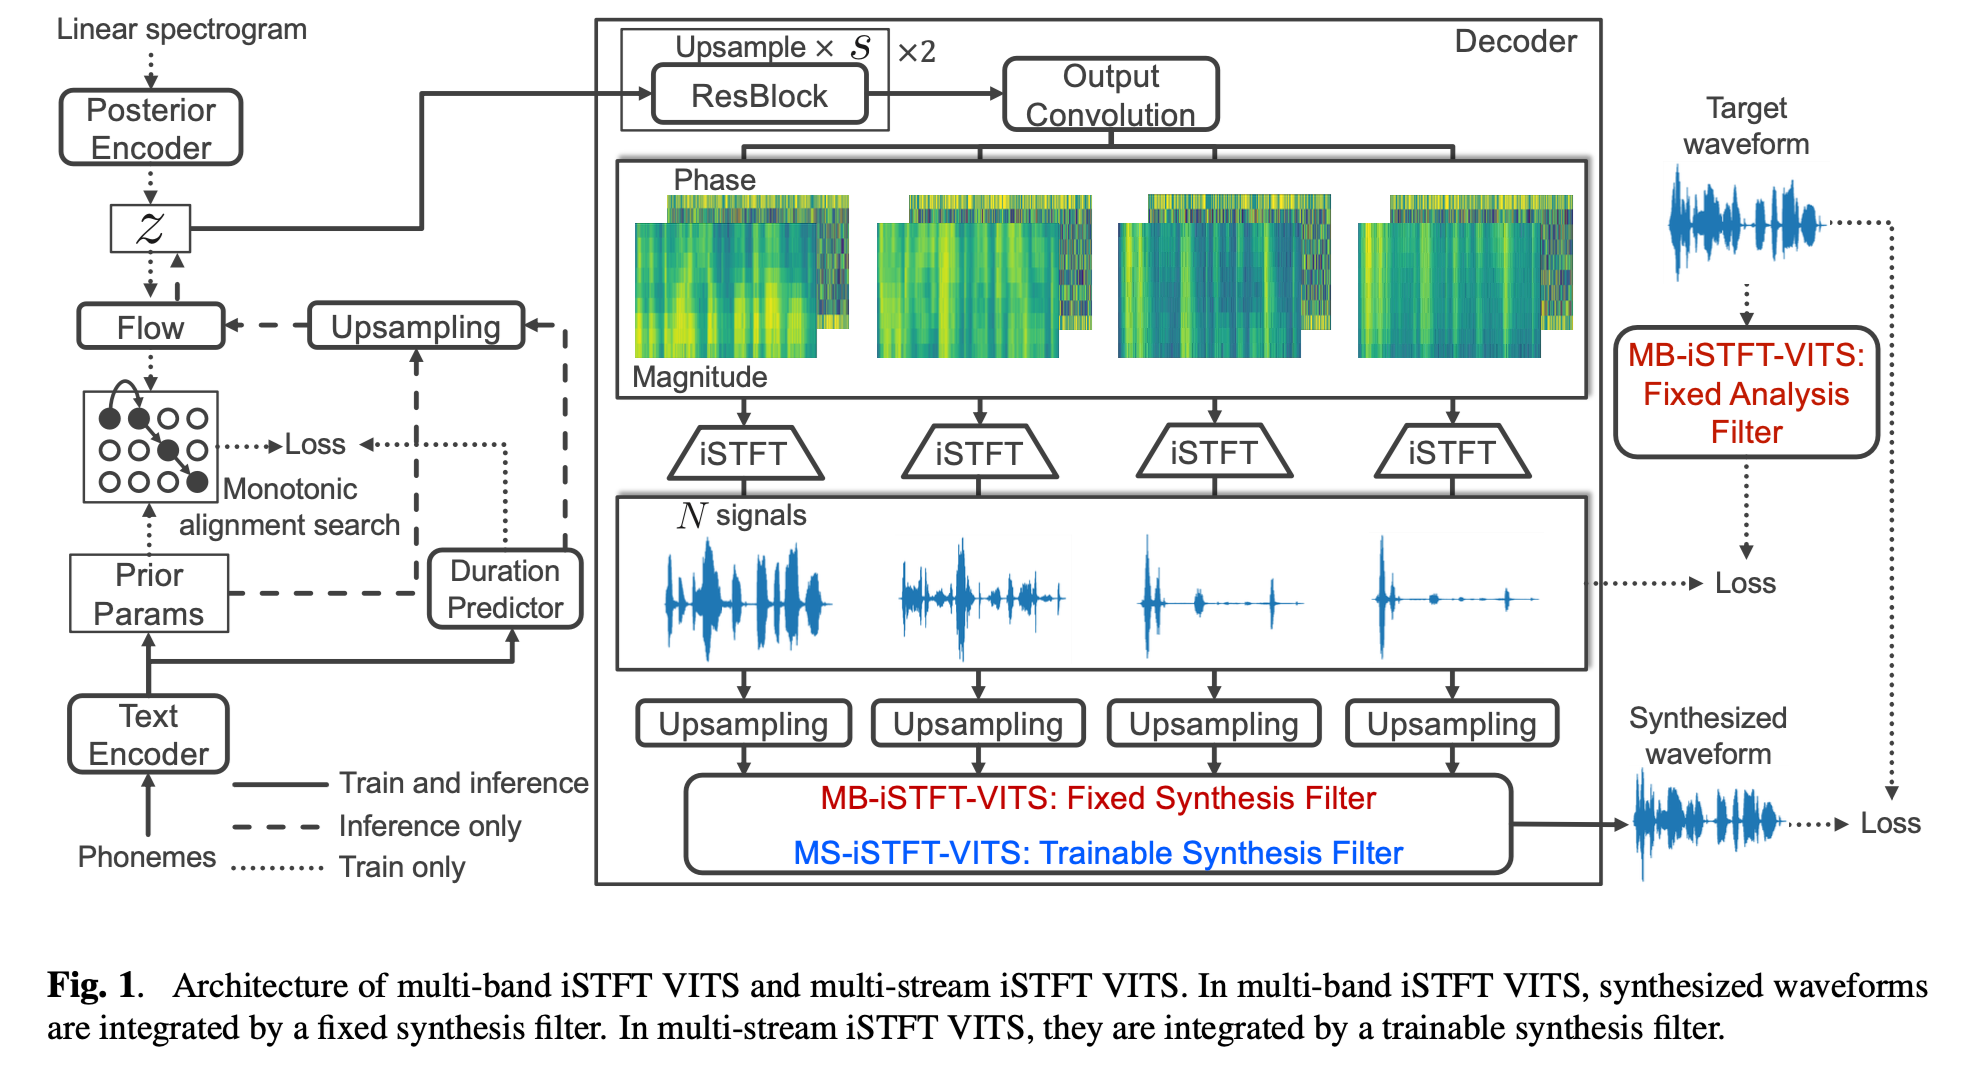 Linear spectrogram
Posterior
Encoder
z
Flow
Upsampling
Loss
Monotonic
alignment search
Prior
Params
Duration
Predictor
Text
Encoder
Phonemes
Train and inference
Inference only
Train only
Decoder
Upsample × s ×2
ResBlock
Output
Convolution
Phase
Magnitude
iSTFT iSTFT iSTFT iSTFT
N signals
Upsampling Upsampling Upsampling Upsampling
MB-iSTFT-VITS: Fixed Synthesis Filter
MS-iSTFT-VITS: Trainable Synthesis Filter
Target
waveform
MB-iSTFT-VITS:
Fixed Analysis
Filter
Loss
Synthesized
waveform
Loss
Fig. 1. Architecture of multi-band iSTFT VITS and multi-stream iSTFT VITS. In multi-band iSTFT VITS, synthesized waveforms
are integrated by a fixed synthesis filter. In multi-stream iSTFT VITS, they are integrated by a trainable synthesis filter.